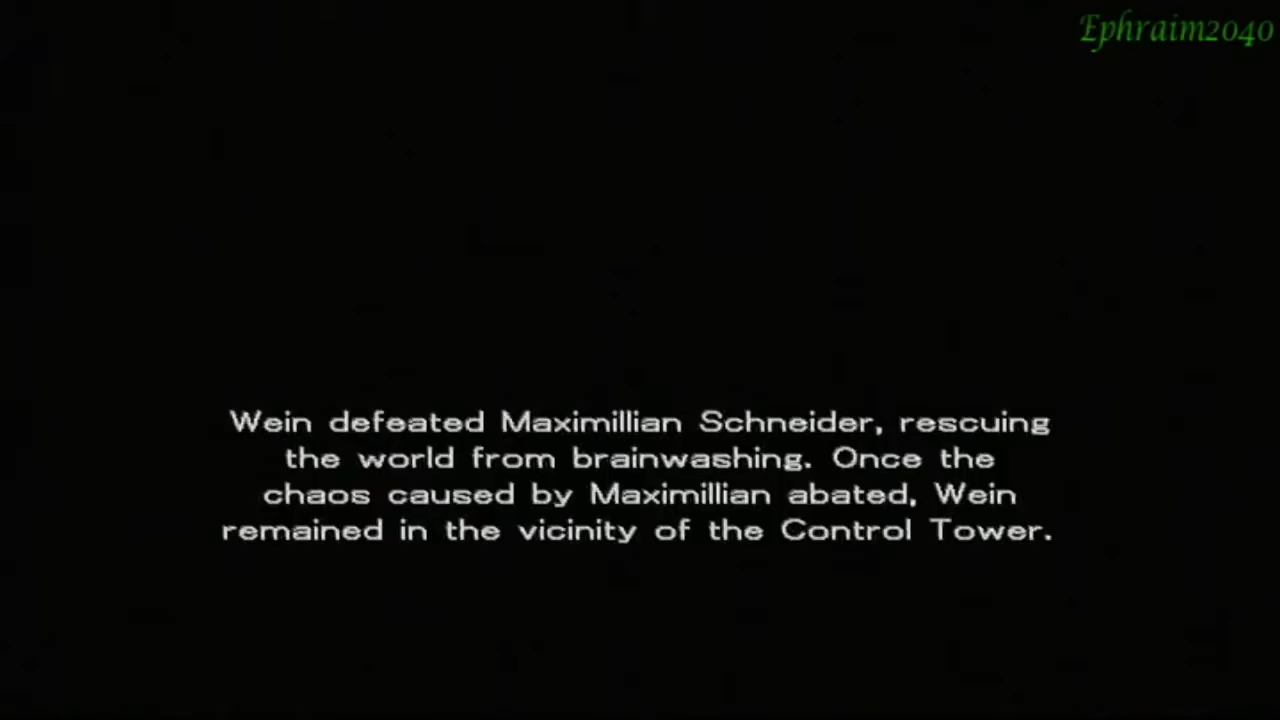 Ephraim2040
Wein defeated Maximillian Schneider, rescuing
the world from brainwashing. Once the
chaos caused by Maximillian abated, Wein
remained in the vicinity of the Control Tower.